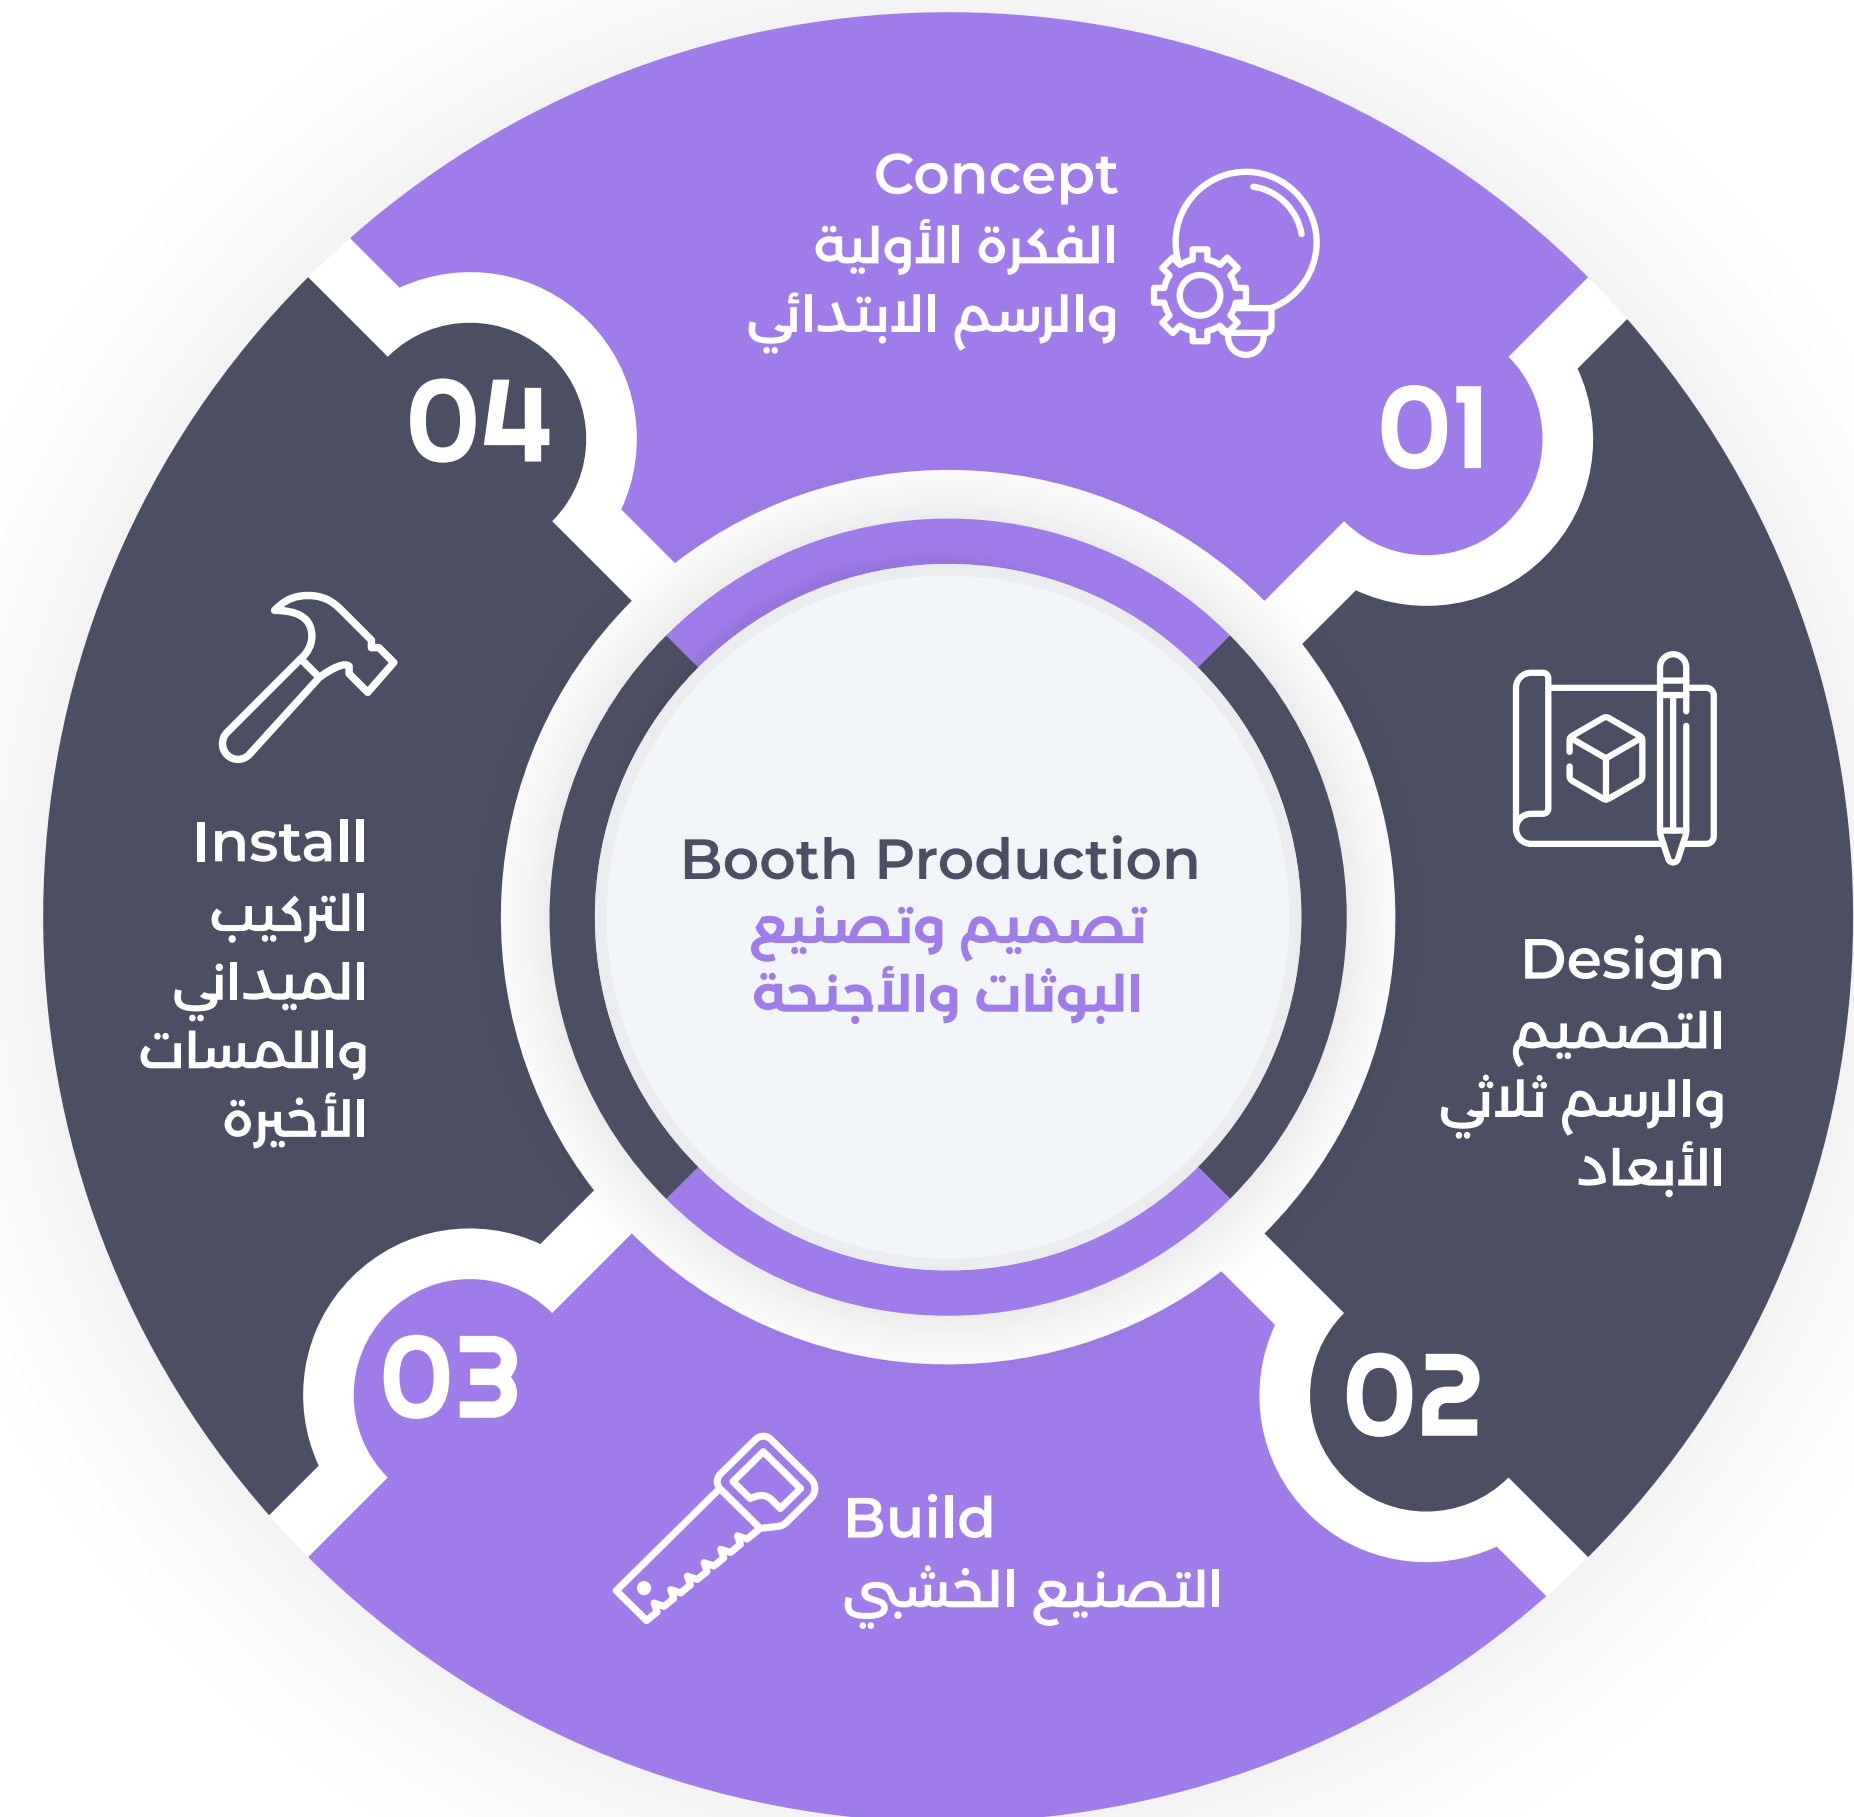 Concept
الفكرة الأولية
والرسم الابتدائي
01
Design
التصميم
والرسم ثلاثي
الأبعاد
02
Build
التصنيع الخشبي
03
Install
التركيب
الميداني
واللمسات
الأخيرة
04
Booth Production
تصميم وتصنيع
البوثات والأجنحة